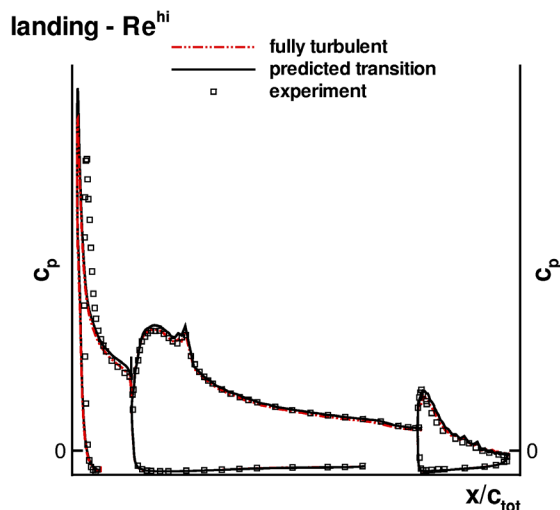 landing - Re^hi
fully turbulent
predicted transition
experiment
c_p
c_p
0
0
x/c_tot